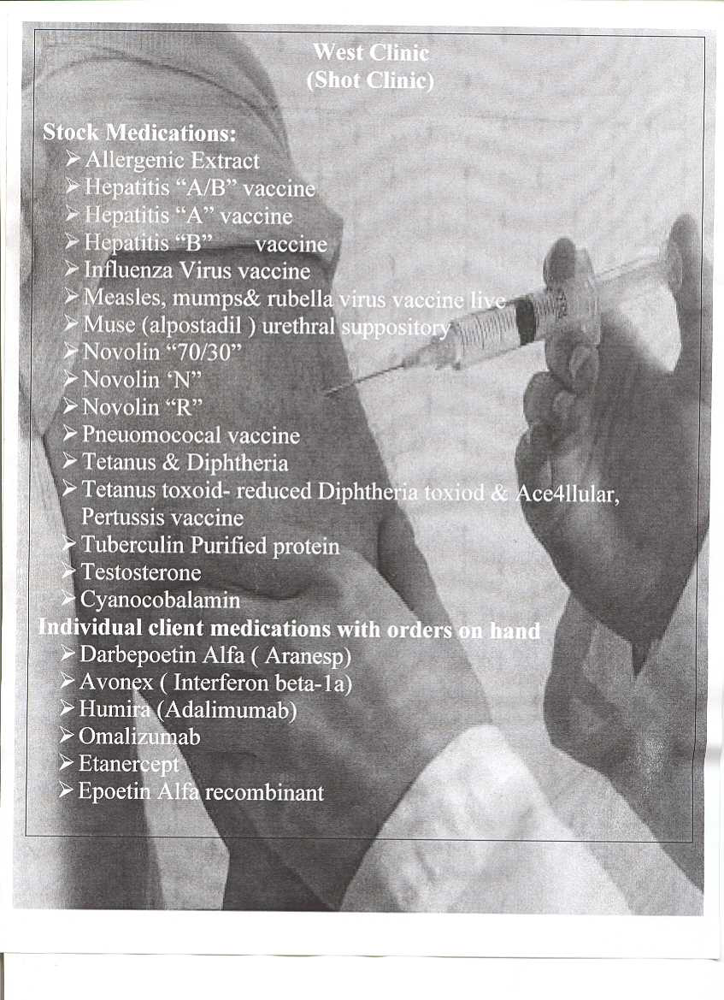 West Clinic
(Shot Clinic)
Stock Medications:
➢ Allergenic Extract
➢ Hepatitis “A/B” vaccine
➢ Hepatitis “A” vaccine
➢ Hepatitis “B” vaccine
➢ Influenza Virus vaccine
➢ Measles, mumps& rubella virus vaccine live
➢ Muse (alpostadil ) urethral suppository
➢ Novolin “70/30”
➢ Novolin ‘N”
➢ Novolin “R”
➢ Pneuomococal vaccine
➢ Tetanus & Diphtheria
➢ Tetanus toxoid- reduced Diphtheria toxiod & Ace4llular,
Pertussis vaccine
➢ Tuberculin Purified protein
➢ Testosterone
➢ Cyanocobalamin
Individual client medications with orders on hand
➢ Darbepoetin Alfa ( Aranesp)
➢ Avonex ( Interferon beta-1a)
➢ Humira (Adalimumab)
➢ Omalizumab
➢ Etanercept
➢ Epoetin Alfa recombinant